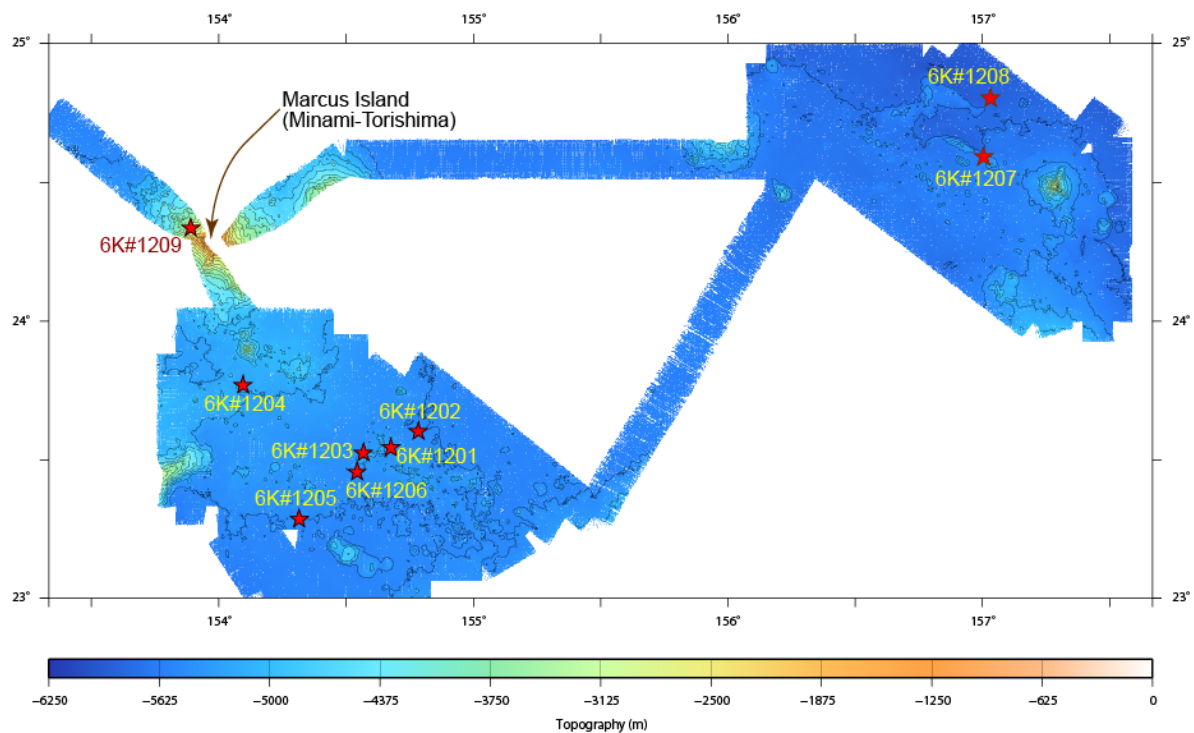 154° 155° 156° 157°
25° 25°
6K#1208
Marcus Island
(Minami-Torishima)
6K#1207
6K#1209
24° 24°
6K#1204
6K#1202
6K#1203 6K#1201
6K#1205 6K#1206
23° 23°
154° 155° 156° 157°
−6250 −5625 −5000 −4375 −3750 −3125 −2500 −1875 −1250 −625 0
Topography (m)